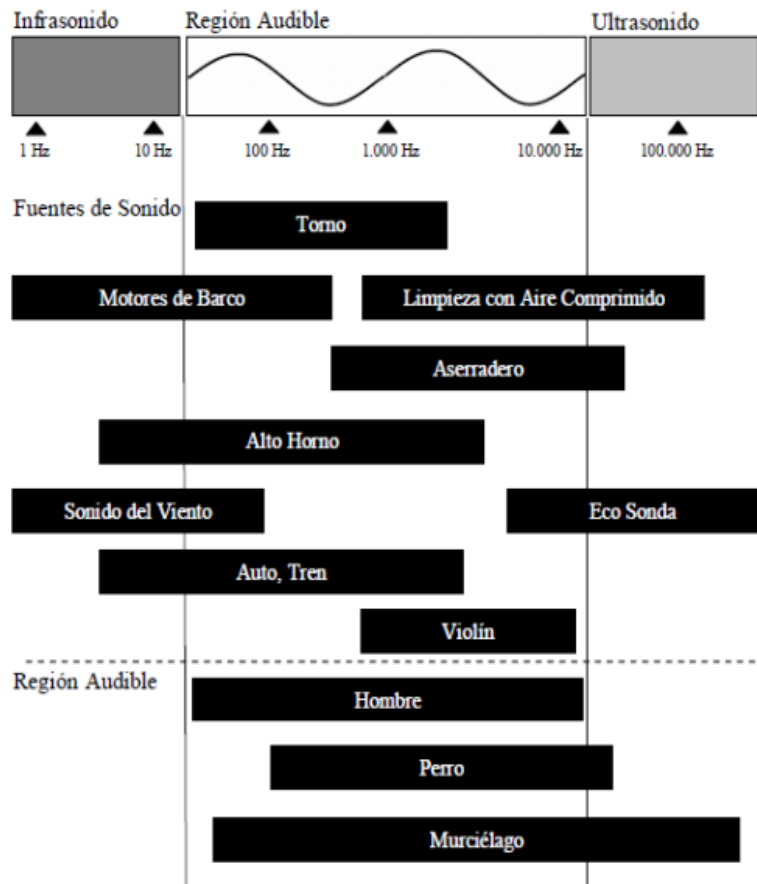 Infrasonido Región Audible Ultrasonido
1 Hz 10 Hz 100 Hz 1.000 Hz 10.000 Hz 100.000 Hz
Fuentes de Sonido
Torno
Motores de Barco Limpieza con Aire Comprimido
Aserradero
Alto Horno
Sonido del Viento Eco Sonda
Auto, Tren
Violín
Región Audible
Hombre
Perro
Murciélago